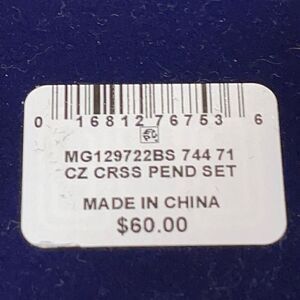 0 16812 76753 6
MG129722BS 744 71
CZ CRSS PEND SET
MADE IN CHINA
$60.00